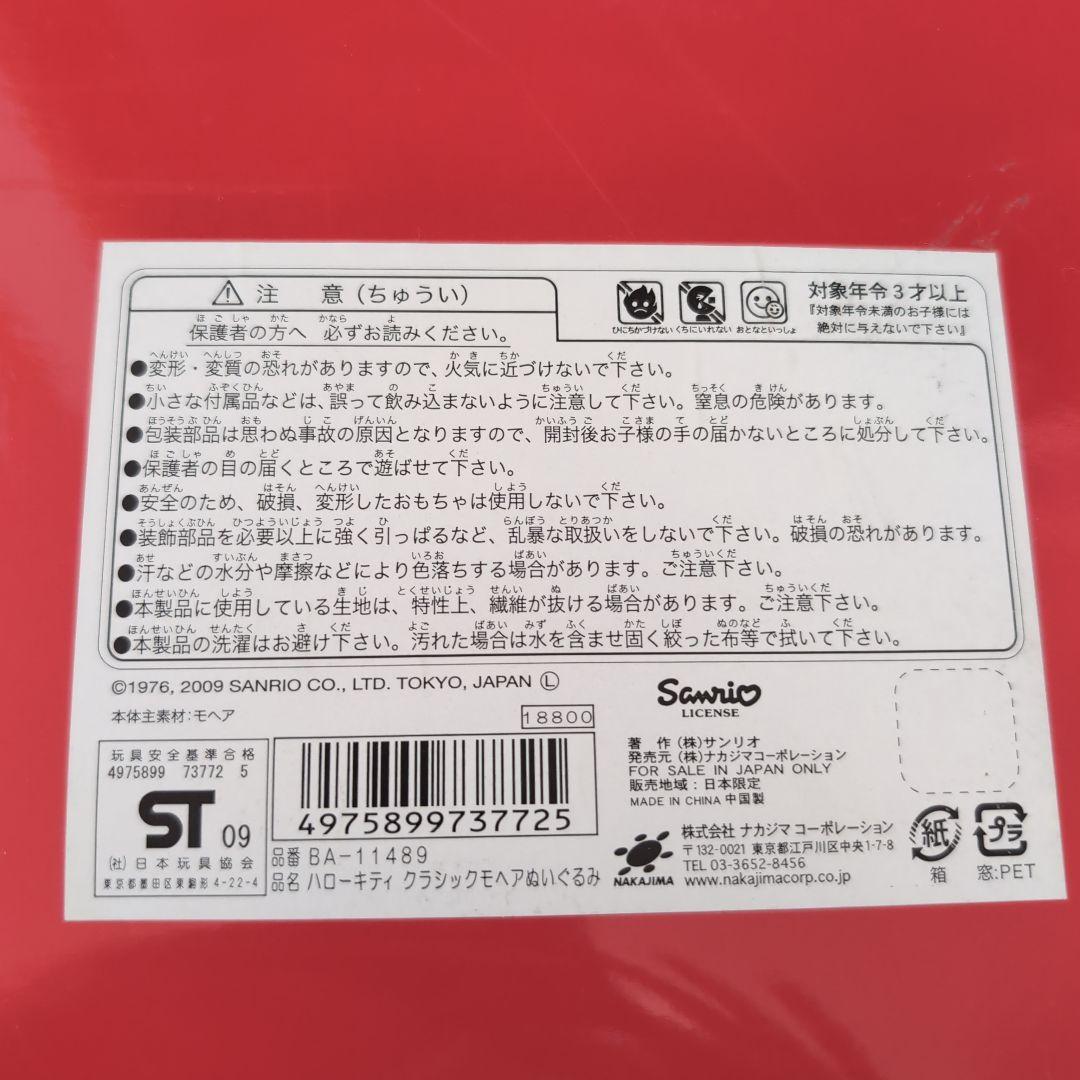 注　意(ちゅうい)
保護者の方へ 必ずお読みください。
ひにちかづけない くちにいれない おとなといっしょ
対象年令3才以上
『対象年令未満のお子様には
絶対に与えないで下さい』
●変形・変質の恐れがありますので、火気に近づけないで下さい。
●小さな付属品などは、誤って飲み込まないように注意して下さい。窒息の危険があります。
●包装部品は思わぬ事故の原因となりますので、開封後お子様の手の届かないところに処分して下さい。
●保護者の目の届くところで遊ばせて下さい。
●安全のため、破損、変形したおもちゃは使用しないで下さい。
●装飾部品を必要以上に強く引っぱるなど、乱暴な取扱いをしないで下さい。破損の恐れがあります。
●汗などの水分や摩擦などにより色落ちする場合があります。ご注意下さい。
●本製品に使用している生地は、特性上、繊維が抜ける場合があります。ご注意下さい。
●本製品の洗濯はお避け下さい。汚れた場合は水を含ませ固く絞った布等で拭いて下さい。
©1976, 2009 SANRIO CO., LTD. TOKYO, JAPAN Ⓛ
本体主素材:モヘア
18800
玩具安全基準合格
4975899 73772 5
ST 09
(社)日本玩具協会
東京都墨田区東駒形4-22-4
4975899737725
品番 BA-11489
品名 ハローキティ クラシックモヘアぬいぐるみ
Sanrio
LICENSE
著　作 (株)サンリオ
発売元 (株)ナカジマコーポレーション
FOR SALE IN JAPAN ONLY
販売地域:日本限定
MADE IN CHINA 中国製
NAKAJIMA
株式会社 ナカジマコーポレーション
〒132-0021 東京都江戸川区中央1-7-8
TEL 03-3652-8456
www.nakajimacorp.co.jp
紙
箱
プラ
窓:PET